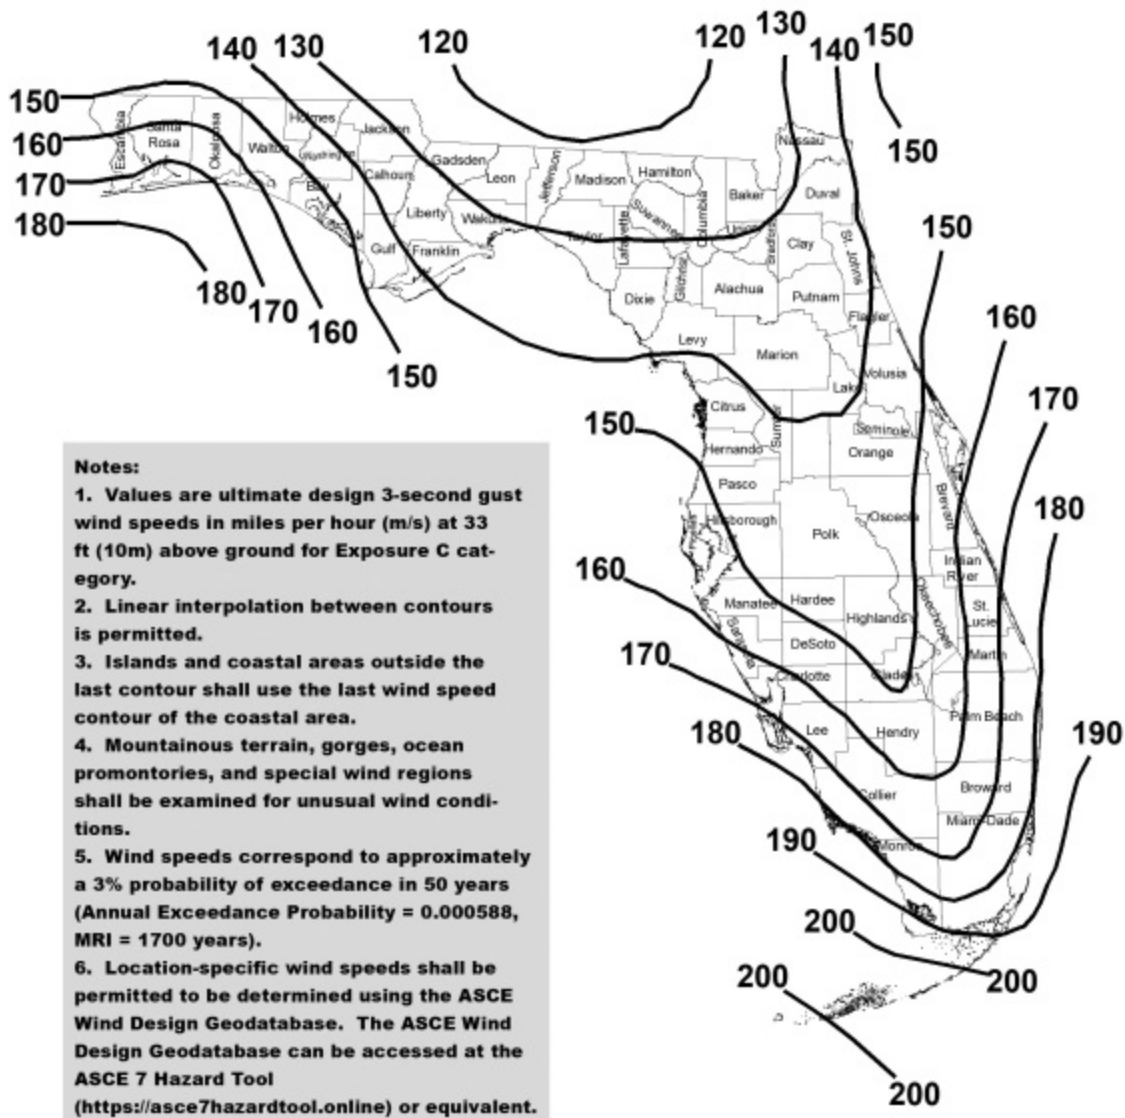 120
120
130
140
150
140
130
150
150
160
170
180
150
180
170
160
150
150
160
150
170
160
180
170
180
190
190
200
200
200
200
Escambia
Santa
Rosa
Okaloosa
Walton
Holmes
Washington
Jackson
Bay
Calhoun
Gulf
Liberty
Franklin
Gadsden
Leon
Wakulla
Jefferson
Madison
Taylor
Hamilton
Suwannee
Lafayette
Columbia
Baker
Union
Bradford
Nassau
Duval
Clay
St. Johns
Dixie
Gilchrist
Alachua
Putnam
Flagler
Levy
Marion
Volusia
Citrus
Sumter
Lake
Seminole
Hernando
Orange
Pasco
Brevard
Hillsborough
Pinellas
Polk
Osceola
Indian
River
Manatee
Hardee
Highlands
Okeechobee
St.
Lucie
Sarasota
DeSoto
Martin
Charlotte
Glades
Lee
Hendry
Palm Beach
Collier
Broward
Miami-Dade
Monroe
Notes:
1. Values are ultimate design 3-second gust
wind speeds in miles per hour (m/s) at 33
ft (10m) above ground for Exposure C cat-
egory.
2. Linear interpolation between contours
is permitted.
3. Islands and coastal areas outside the
last contour shall use the last wind speed
contour of the coastal area.
4. Mountainous terrain, gorges, ocean
promontories, and special wind regions
shall be examined for unusual wind condi-
tions.
5. Wind speeds correspond to approximately
a 3% probability of exceedance in 50 years
(Annual Exceedance Probability = 0.000588,
MRI = 1700 years).
6. Location-specific wind speeds shall be
permitted to be determined using the ASCE
Wind Design Geodatabase. The ASCE Wind
Design Geodatabase can be accessed at the
ASCE 7 Hazard Tool
(https://asce7hazardtool.online) or equivalent.